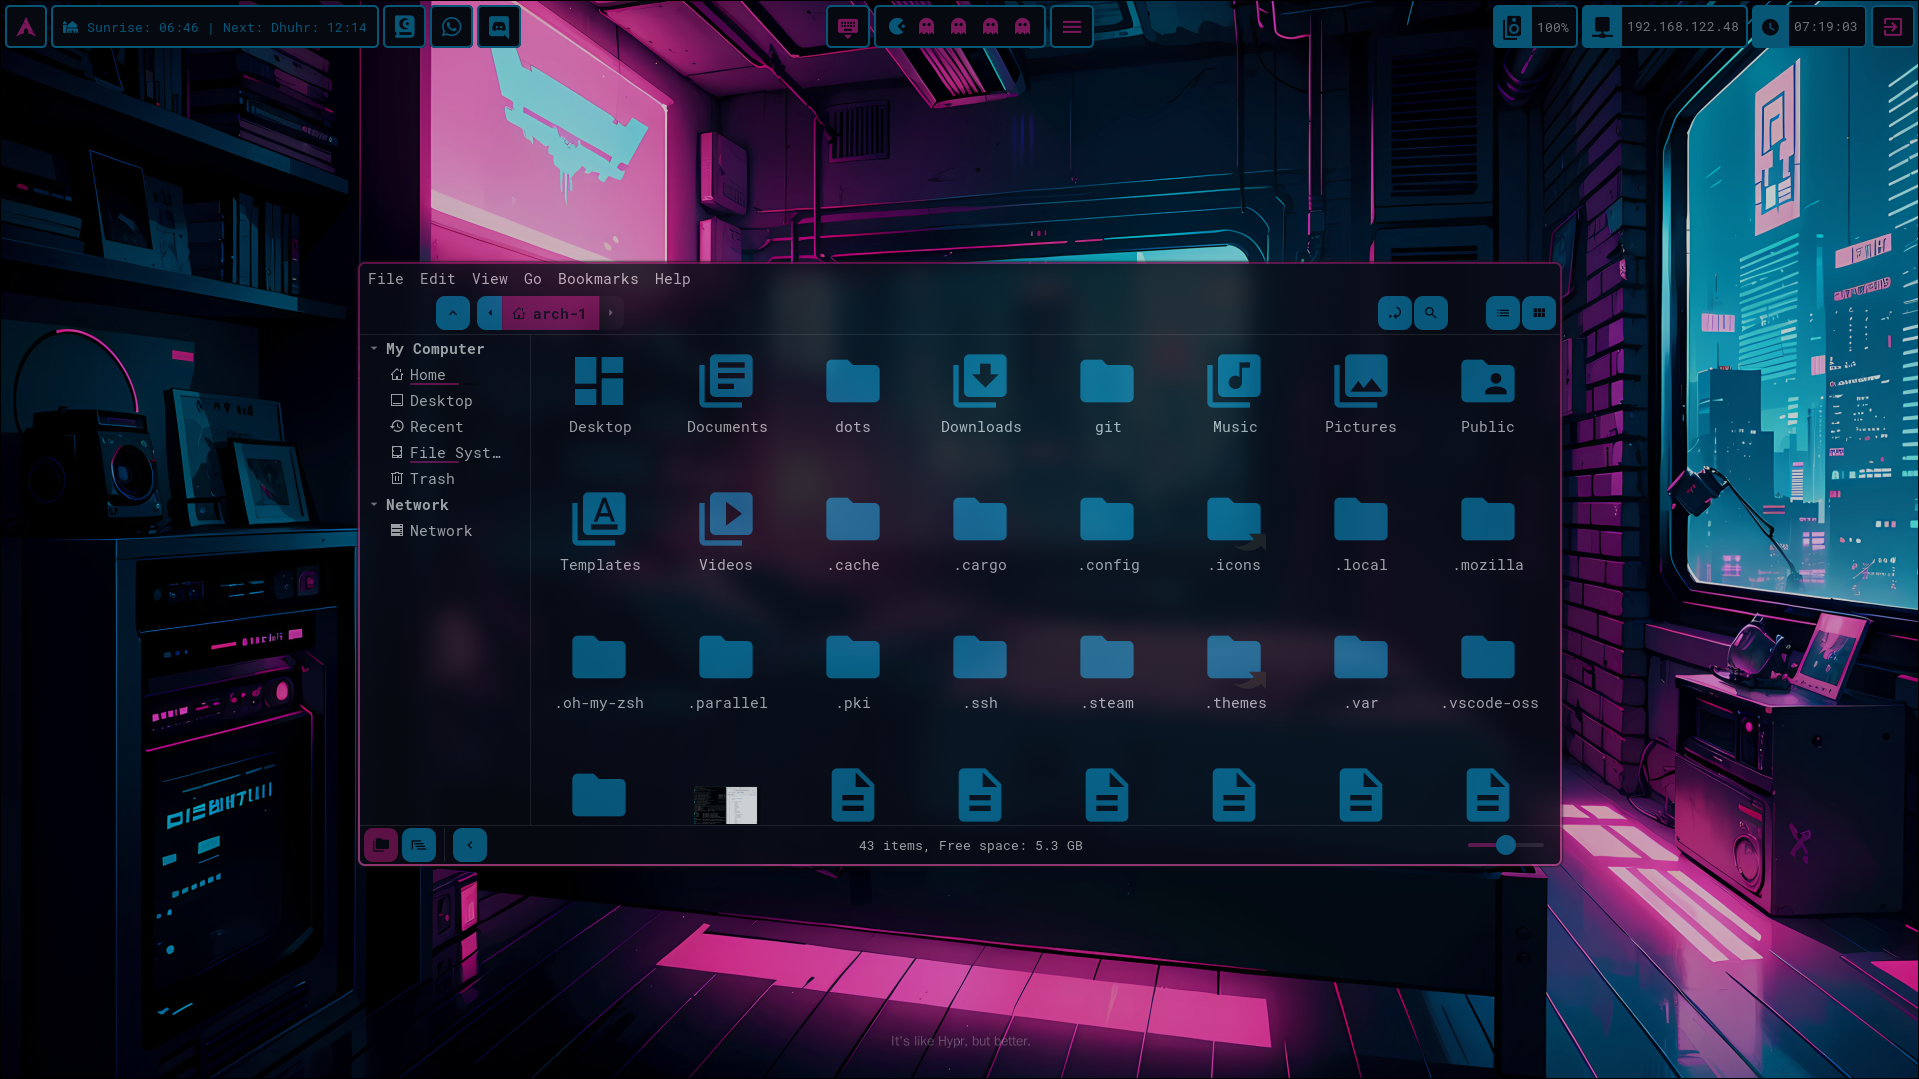 Sunrise: 06:46 | Next: Dhuhr: 12:14
100%
192.168.122.48
07:19:03
File Edit View Go Bookmarks Help
arch-1
My Computer
Home
Desktop
Recent
File Syst…
Trash
Network
Network
Desktop Documents dots Downloads git Music Pictures Public
Templates Videos .cache .cargo .config .icons .local .mozilla
.oh-my-zsh .parallel .pki .ssh .steam .themes .var .vscode-oss
43 items, Free space: 5.3 GB
It's like Hypr, but better.